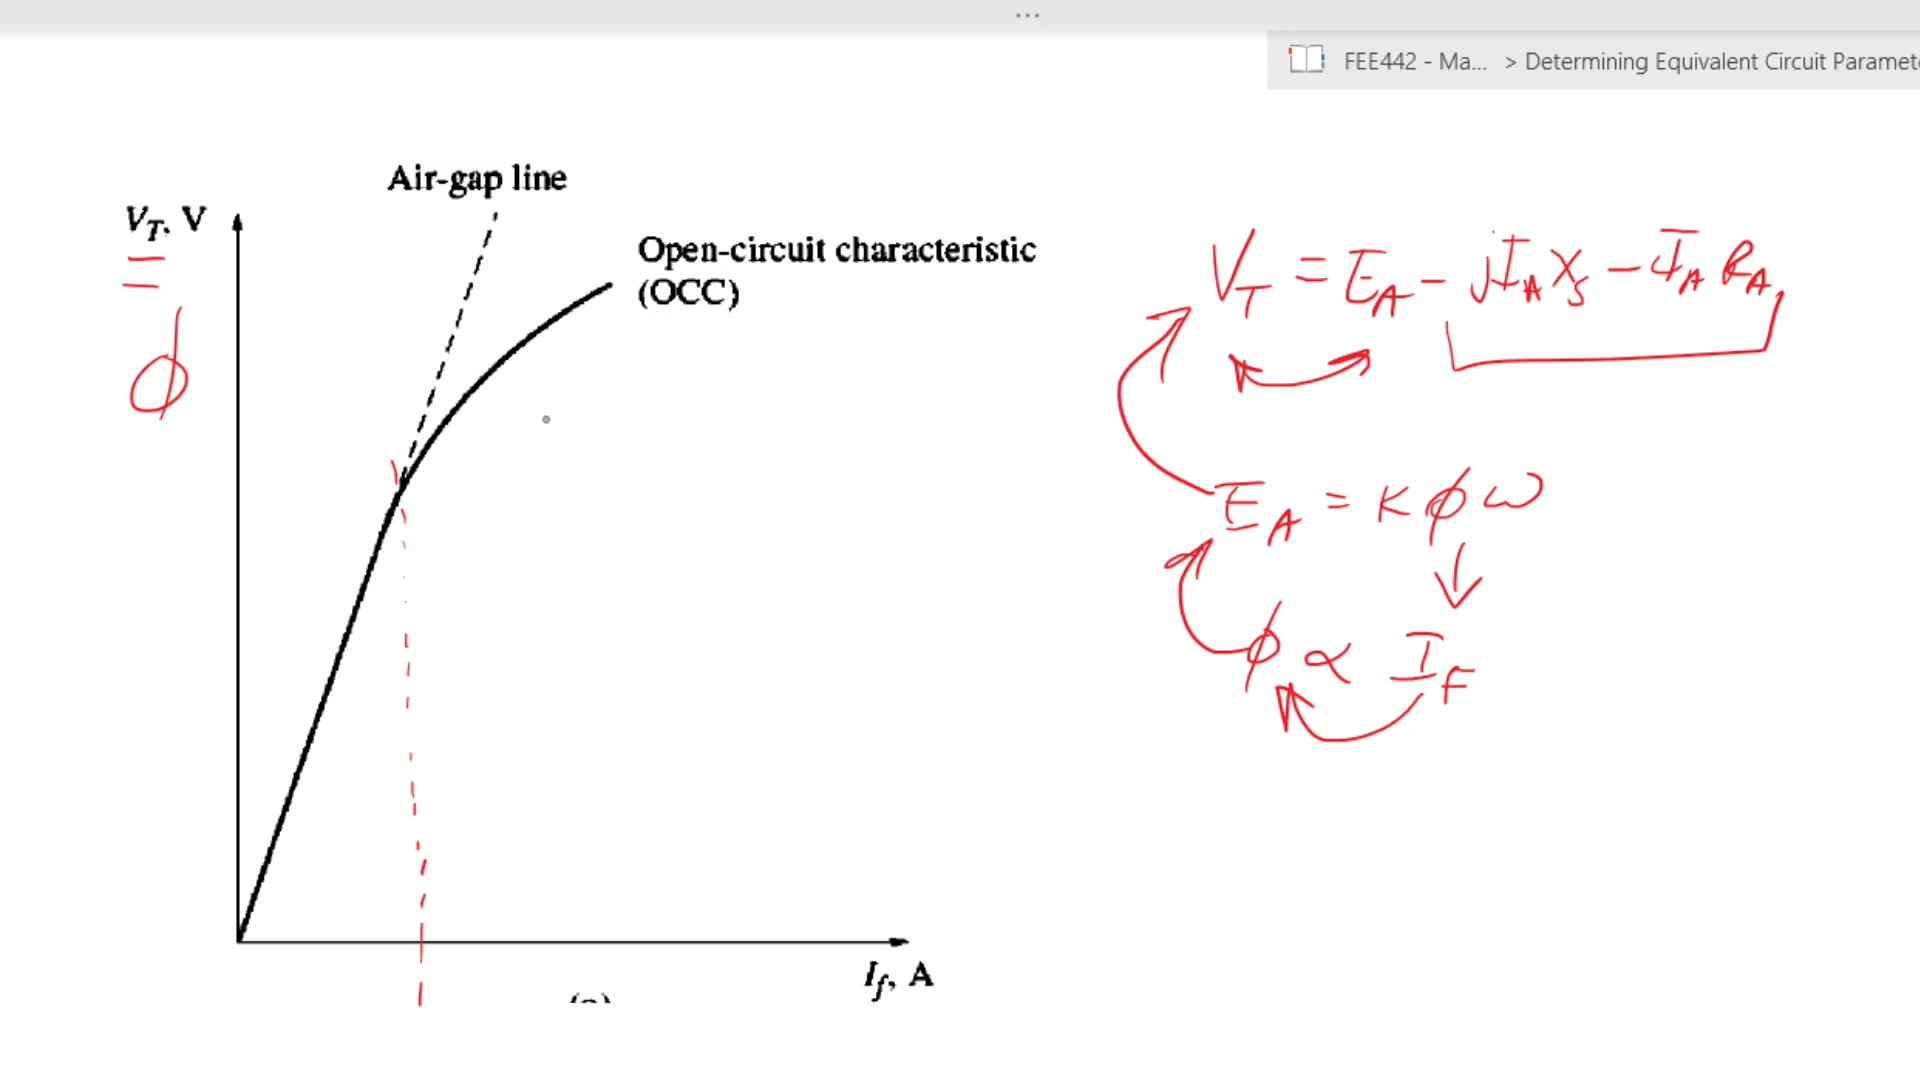 ...
FEE442 - Ma... > Determining Equivalent Circuit Paramet
Air-gap line
V_T, V
Open-circuit characteristic
(OCC)
ϕ
V_T = E_A - jI_A X_S - I_A R_A
E_A = K ϕ ω
ϕ ∝ I_F
I_f, A